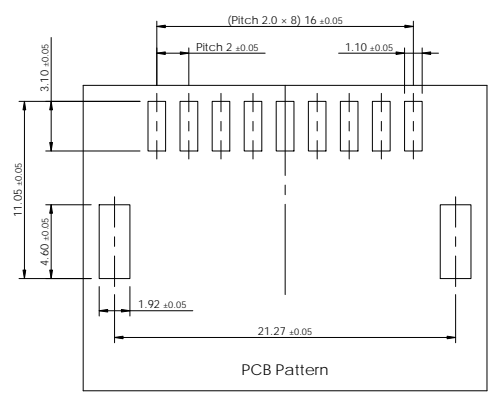 (Pitch 2.0 × 8) 16 ±0.05
Pitch 2 ±0.05
1.10 ±0.05
3.10 ±0.05
11.05 ±0.05
4.60 ±0.05
1.92 ±0.05
21.27 ±0.05
PCB Pattern